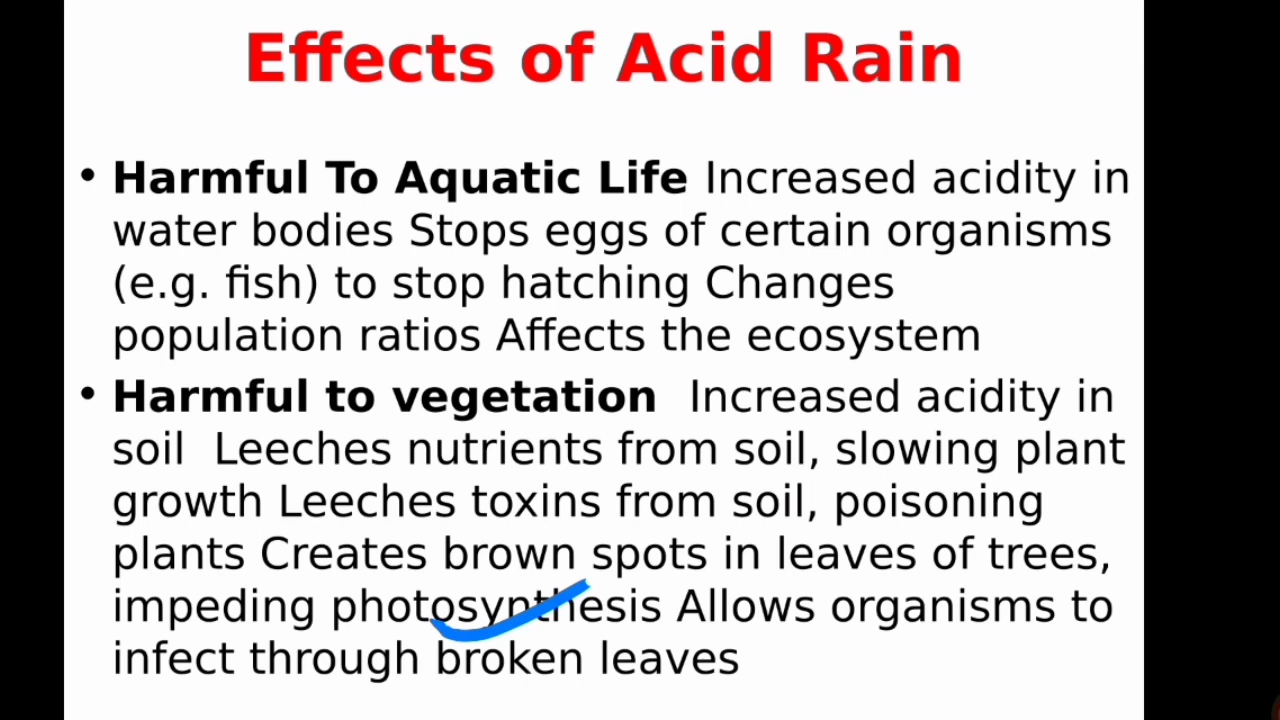 Effects of Acid Rain
• Harmful To Aquatic Life Increased acidity in
water bodies Stops eggs of certain organisms
(e.g. fish) to stop hatching Changes
population ratios Affects the ecosystem
• Harmful to vegetation  Increased acidity in
soil  Leeches nutrients from soil, slowing plant
growth Leeches toxins from soil, poisoning
plants Creates brown spots in leaves of trees,
impeding photosynthesis Allows organisms to
infect through broken leaves